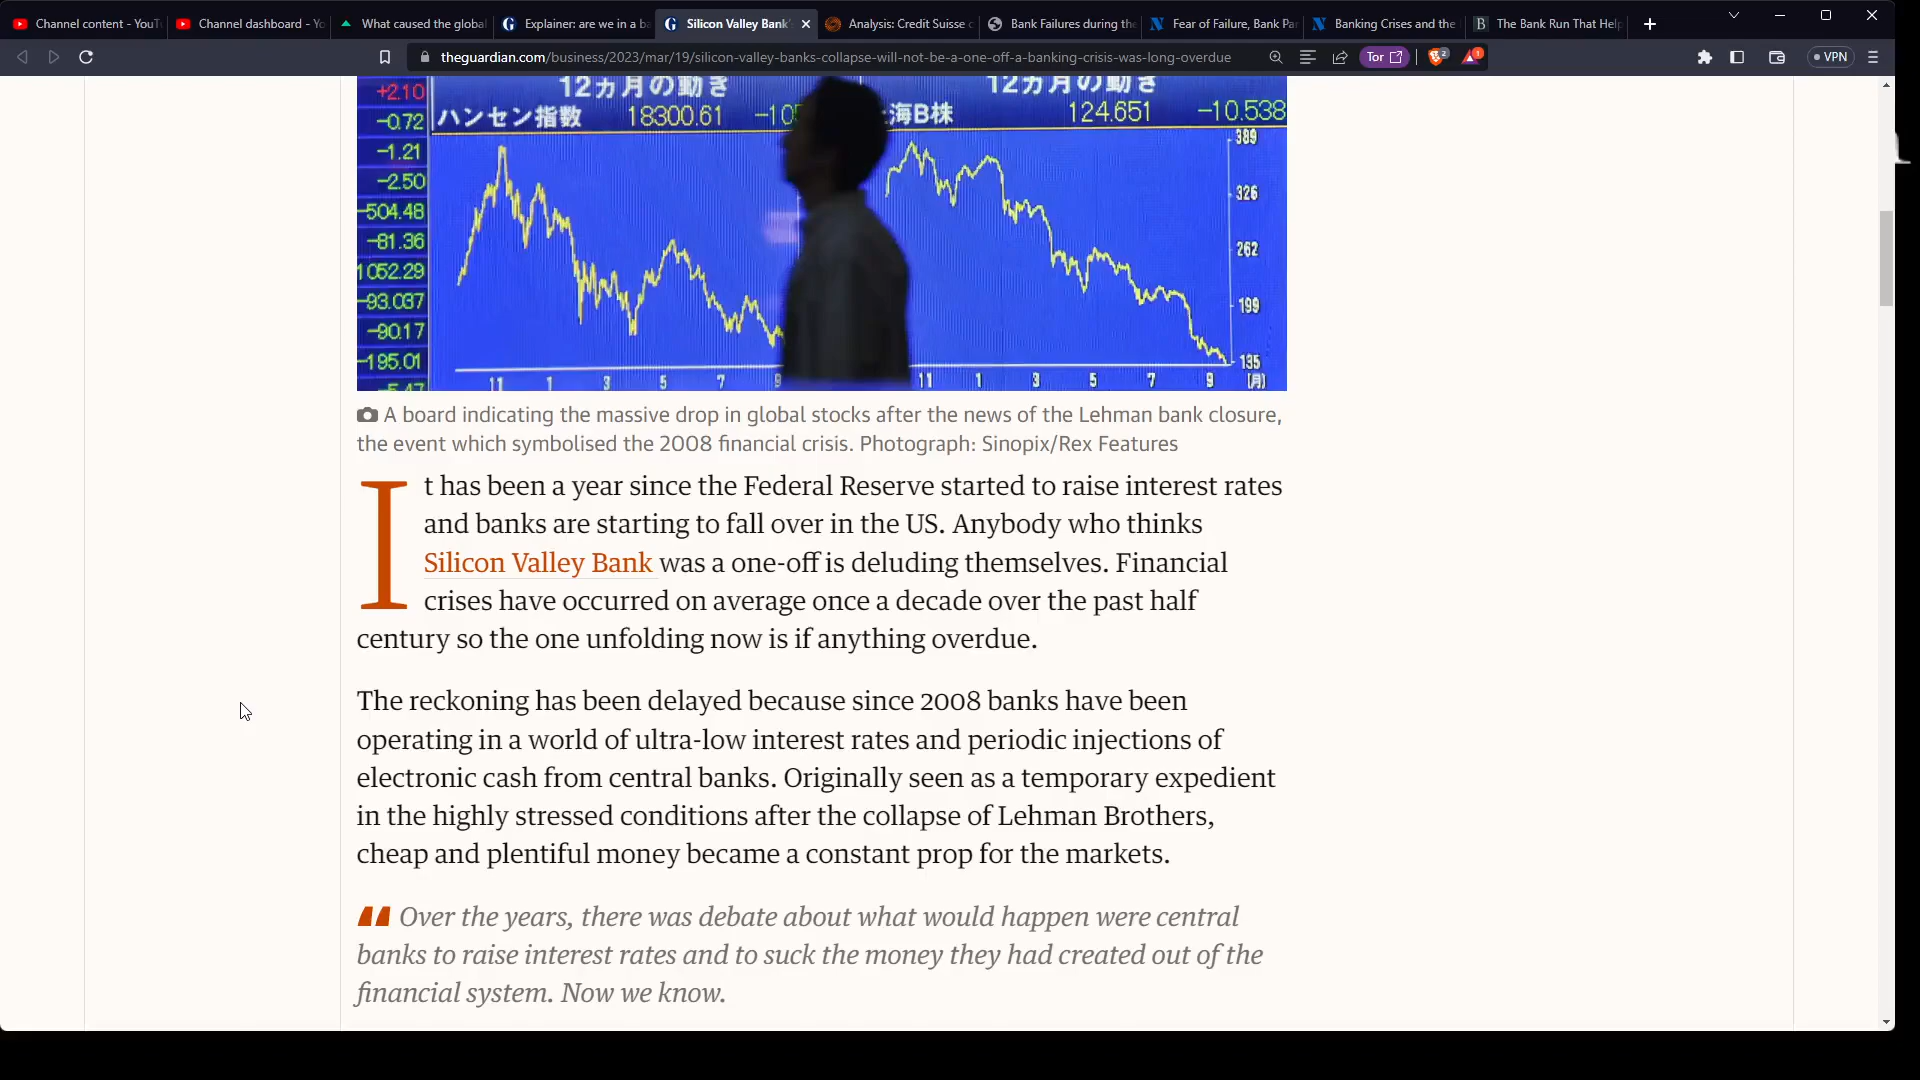 Channel content - YouT
Channel dashboard - Yo
What caused the global
Explainer: are we in a ba
Silicon Valley Bank'
Analysis: Credit Suisse c
Bank Failures during the
Fear of Failure, Bank Pa
Banking Crises and the
The Bank Run That Help
theguardian.com/business/2023/mar/19/silicon-valley-banks-collapse-will-not-be-a-one-off-a-banking-crisis-was-long-overdue
Tor
2
1
VPN
+2.10
-0.72
-1.21
-2.50
-504.48
-81.36
1052.29
-93.037
-90.17
-195.01
-5.47
12ヵ月の動き
ハンセン指数 18300.61 -10
12ヵ月の動き
海B株 124.651 -10.538
389
326
262
199
135
11 1 3 5 7 9
11 1 3 5 7 9 [月]
A board indicating the massive drop in global stocks after the news of the Lehman bank closure,
the event which symbolised the 2008 financial crisis. Photograph: Sinopix/Rex Features
It has been a year since the Federal Reserve started to raise interest rates
and banks are starting to fall over in the US. Anybody who thinks
Silicon Valley Bank was a one-off is deluding themselves. Financial
crises have occurred on average once a decade over the past half
century so the one unfolding now is if anything overdue.
The reckoning has been delayed because since 2008 banks have been
operating in a world of ultra-low interest rates and periodic injections of
electronic cash from central banks. Originally seen as a temporary expedient
in the highly stressed conditions after the collapse of Lehman Brothers,
cheap and plentiful money became a constant prop for the markets.
Over the years, there was debate about what would happen were central
banks to raise interest rates and to suck the money they had created out of the
financial system. Now we know.